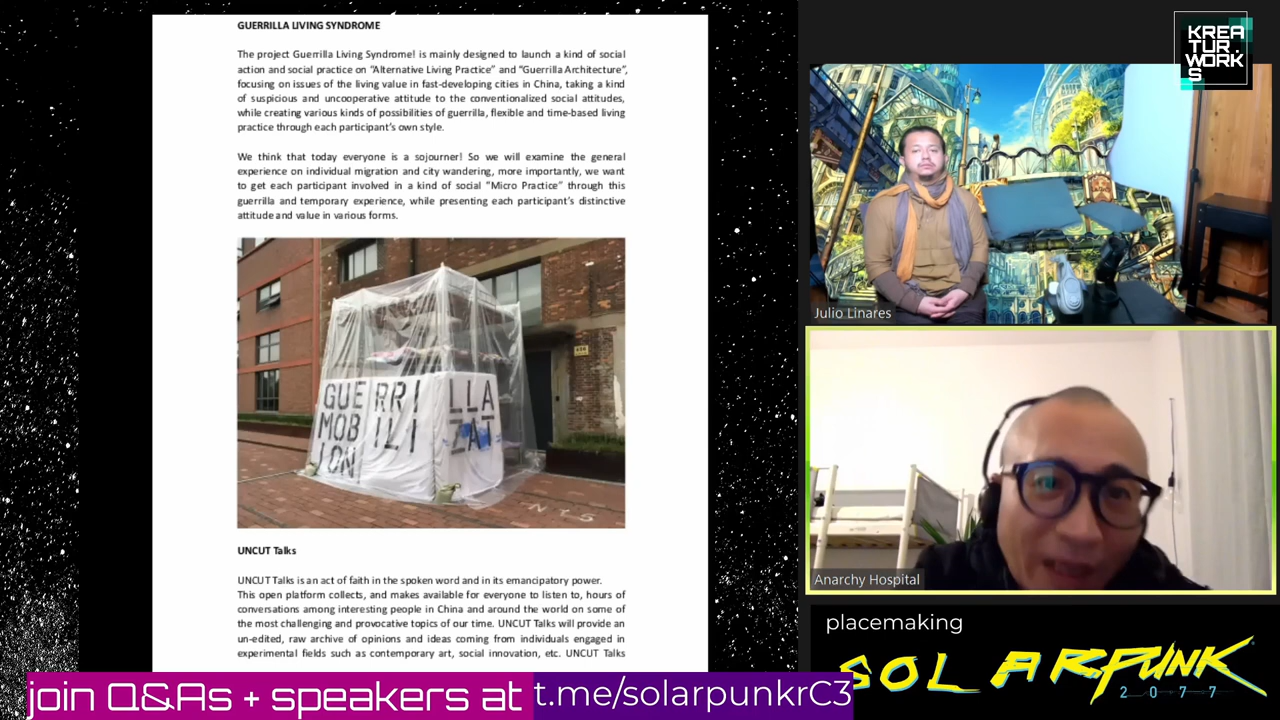 GUERRILLA LIVING SYNDROME
The project Guerrilla Living Syndrome! is mainly designed to launch a kind of social
action and social practice on “Alternative Living Practice” and “Guerrilla Architecture”,
focusing on issues of the living value in fast-developing cities in China, taking a kind
of suspicious and uncooperative attitude to the conventionalized social attitudes,
while creating various kinds of possibilities of guerrilla, flexible and time-based living
practice through each participant’s own style.
We think that today everyone is a sojourner! So we will examine the general
experience on individual migration and city wandering, more importantly, we want
to get each participant involved in a kind of social “Micro Practice” through this
guerrilla and temporary experience, while presenting each participant’s distinctive
attitude and value in various forms.
GUE RRI LLA
MOB ILI ZAT
ION
N+S
UNCUT Talks
UNCUT Talks is an act of faith in the spoken word and in its emancipatory power.
This open platform collects, and makes available for everyone to listen to, hours of
conversations among interesting people in China and around the world on some of
the most challenging and provocative topics of our time. UNCUT Talks will provide an
un-edited, raw archive of opinions and ideas coming from individuals engaged in
experimental fields such as contemporary art, social innovation, etc. UNCUT Talks
KREA
TUR.
WORK
S
Julio Linares
Anarchy Hospital
placemaking
SOLARPUNK
2077
join Q&As + speakers at t.me/solarpunkrC3